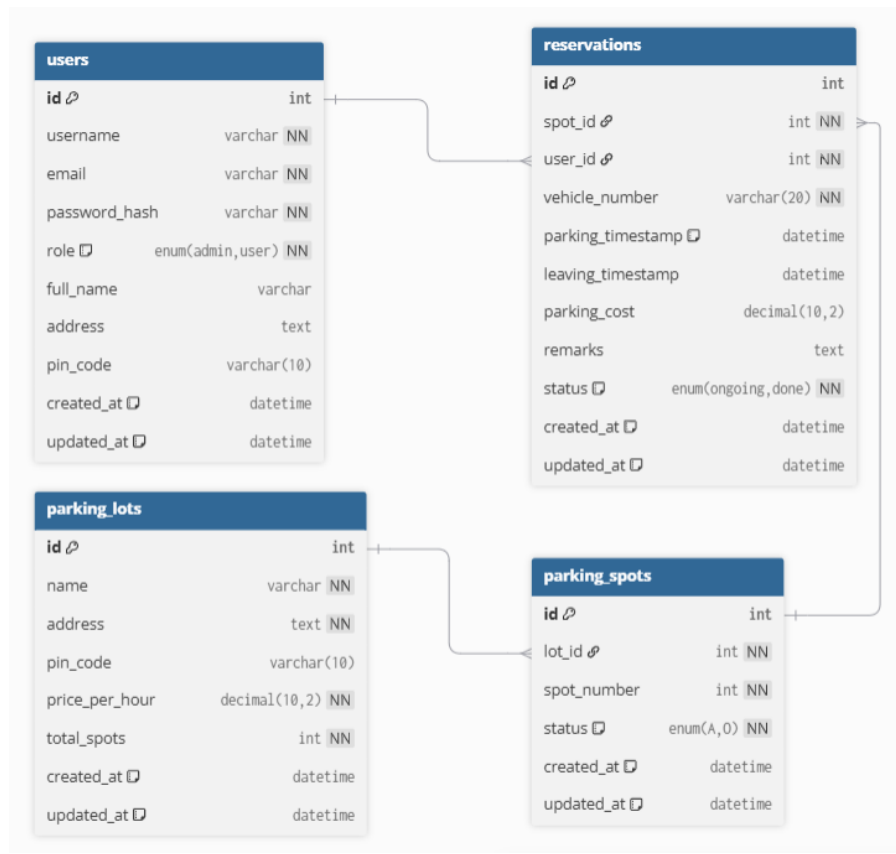 users
id int
username varchar NN
email varchar NN
password_hash varchar NN
role enum(admin,user) NN
full_name varchar
address text
pin_code varchar(10)
created_at datetime
updated_at datetime
reservations
id int
spot_id int NN
user_id int NN
vehicle_number varchar(20) NN
parking_timestamp datetime
leaving_timestamp datetime
parking_cost decimal(10,2)
remarks text
status enum(ongoing,done) NN
created_at datetime
updated_at datetime
parking_lots
id int
name varchar NN
address text NN
pin_code varchar(10)
price_per_hour decimal(10,2) NN
total_spots int NN
created_at datetime
updated_at datetime
parking_spots
id int
lot_id int NN
spot_number int NN
status enum(A,O) NN
created_at datetime
updated_at datetime